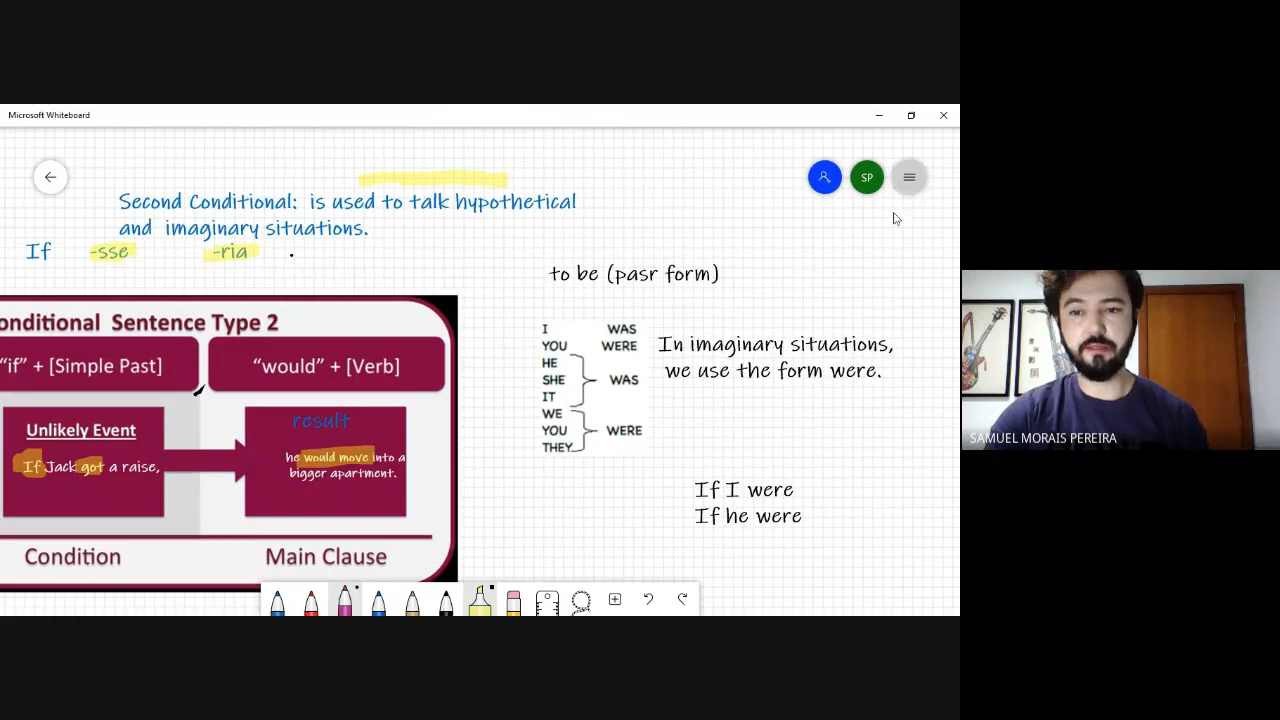 Microsoft Whiteboard
SP
Second Conditional: is used to talk hypothetical
and imaginary situations.
If -sse -ria .
to be (pasr form)
onditional Sentence Type 2
"if" + [Simple Past]
"would" + [Verb]
Unlikely Event
If Jack got a raise,
result
he would move into a
bigger apartment.
Condition
Main Clause
I WAS
YOU WERE
HE
SHE WAS
IT
WE
YOU WERE
THEY
In imaginary situations,
we use the form were.
If I were
If he were
SAMUEL MORAIS PEREIRA